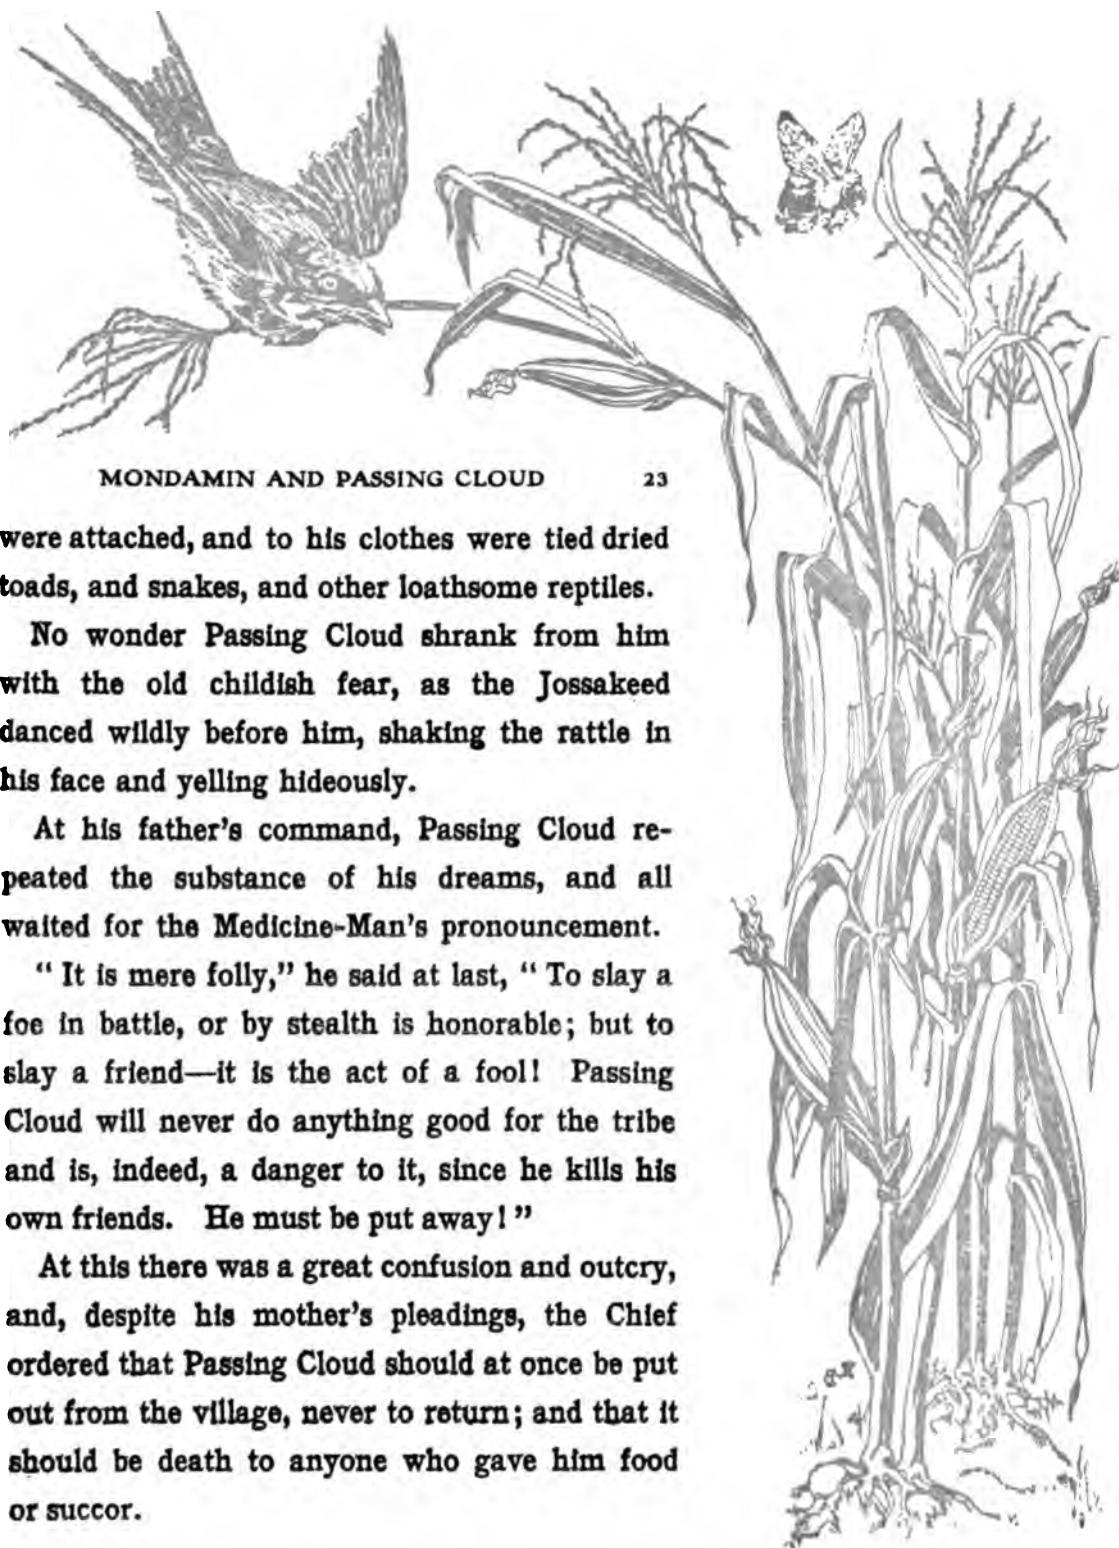 MONDAMIN AND PASSING CLOUD 23
were attached, and to his clothes were tied dried
toads, and snakes, and other loathsome reptiles.
No wonder Passing Cloud shrank from him
with the old childish fear, as the Jossakeed
danced wildly before him, shaking the rattle in
his face and yelling hideously.
At his father's command, Passing Cloud re-
peated the substance of his dreams, and all
waited for the Medicine-Man's pronouncement.
" It is mere folly," he said at last, " To slay a
foe in battle, or by stealth is honorable; but to
slay a friend—it is the act of a fool! Passing
Cloud will never do anything good for the tribe
and is, indeed, a danger to it, since he kills his
own friends. He must be put away! "
At this there was a great confusion and outcry,
and, despite his mother's pleadings, the Chief
ordered that Passing Cloud should at once be put
out from the village, never to return; and that it
should be death to anyone who gave him food
or succor.